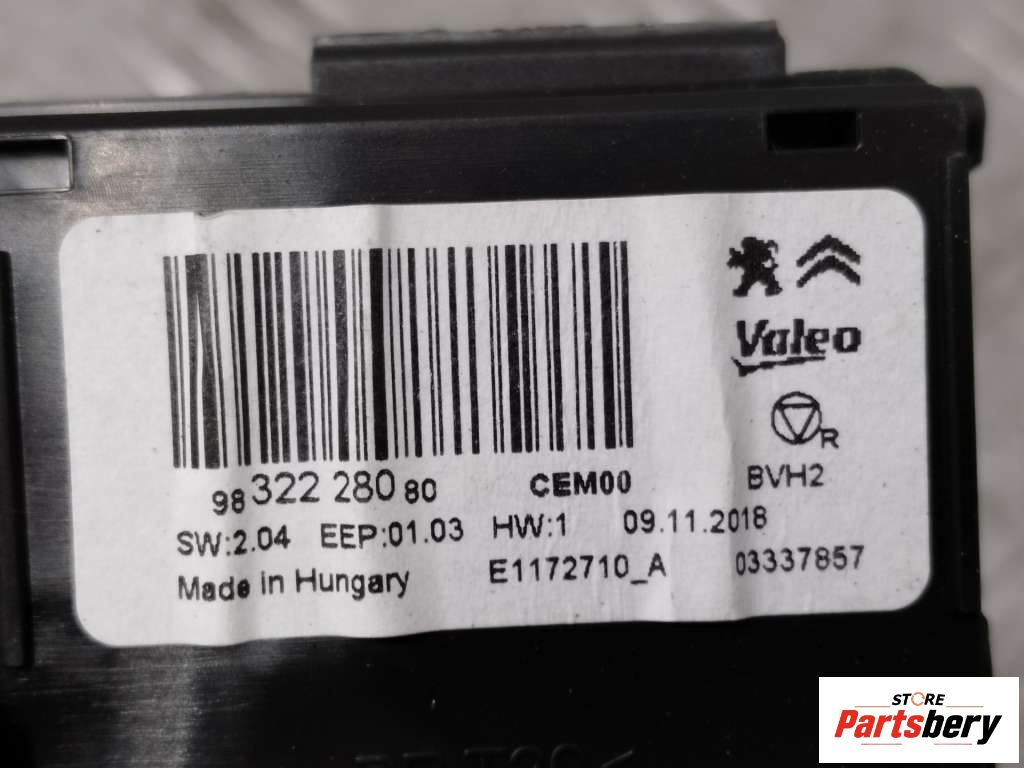 Valeo
R
98 322 280 80 CEM00 BVH2
SW:2.04 EEP:01.03 HW:1 09.11.2018
Made in Hungary E1172710_A 03337857
STORE
Partsbery